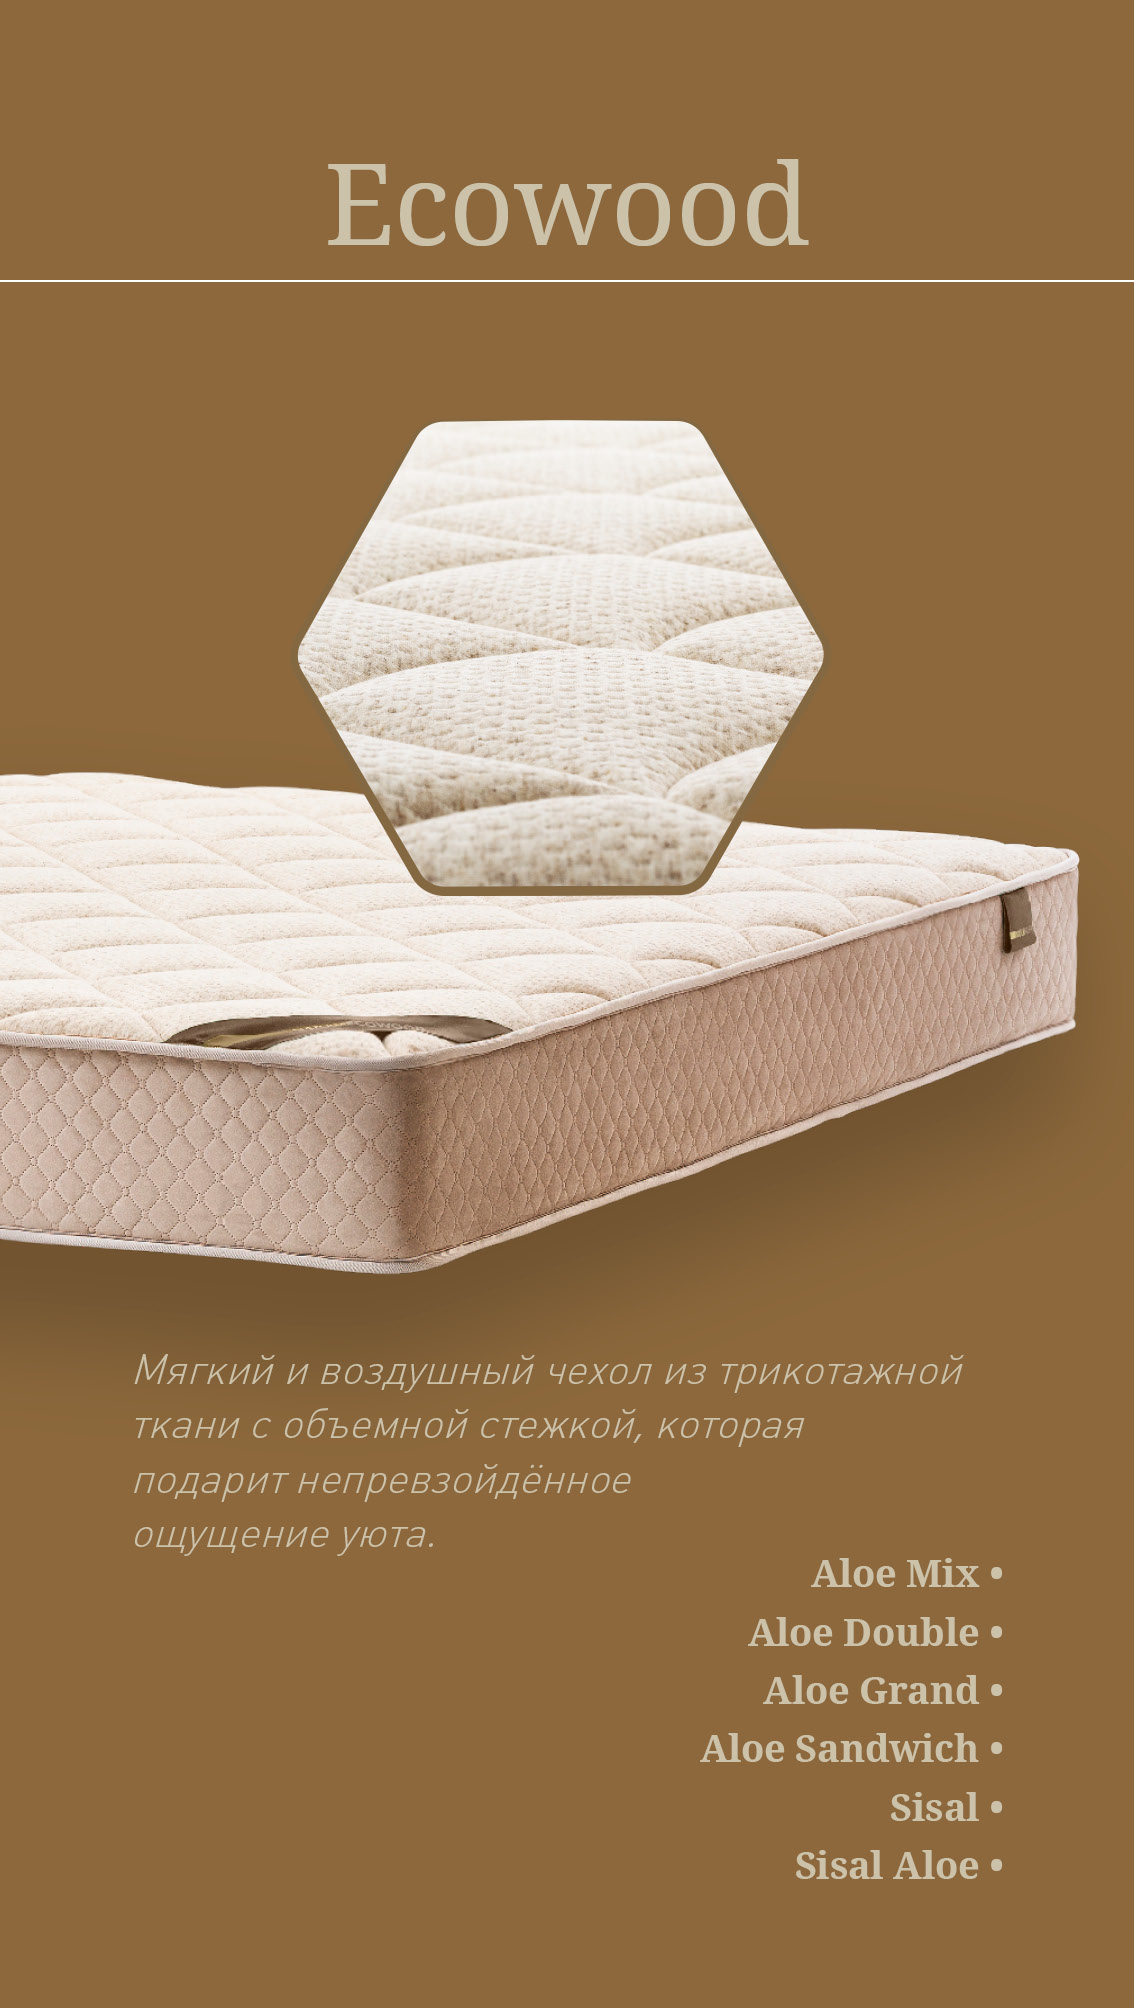 Ecowood
Мягкий и воздушный чехол из трикотажной
ткани с объемной стежкой, которая
подарит непревзойдённое
ощущение уюта.
Aloe Mix •
Aloe Double •
Aloe Grand •
Aloe Sandwich •
Sisal •
Sisal Aloe •